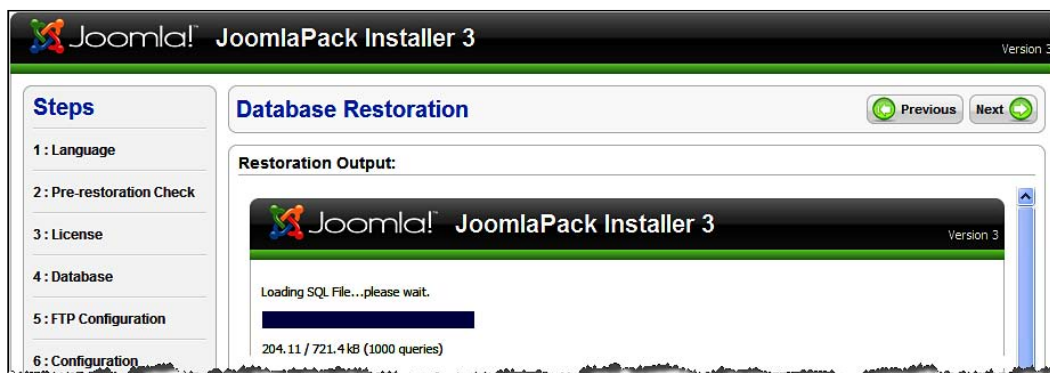 Joomla! JoomlaPack Installer 3
Version 3
Steps
1 : Language
2 : Pre-restoration Check
3 : License
4 : Database
5 : FTP Configuration
6 : Configuration
Database Restoration
Previous
Next
Restoration Output:
Joomla! JoomlaPack Installer 3
Version 3
Loading SQL File...please wait.
204.11 / 721.4 kB (1000 queries)